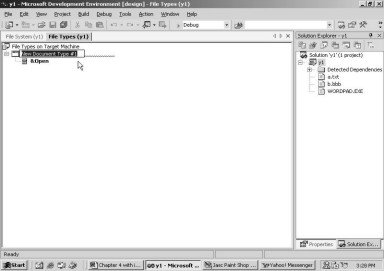 y1 - Microsoft Development Environment [design] - File Types (y1)
File Edit View Project Build Debug Tools Action Window Help
Debug
File System (y1) File Types (y1)
File Types on Target Machine
New Document Type #1
&Open
Solution Explorer - y1
Solution 'y1' (1 project)
y1
Detected Dependencies
a.txt
b.bbb
WORDPAD.EXE
Properties Solution Ex...
Ready
Start Chapter 4 with i... y1 - Microsoft ... Jasc Paint Shop ... Yahoo! Messenger 3:28 PM